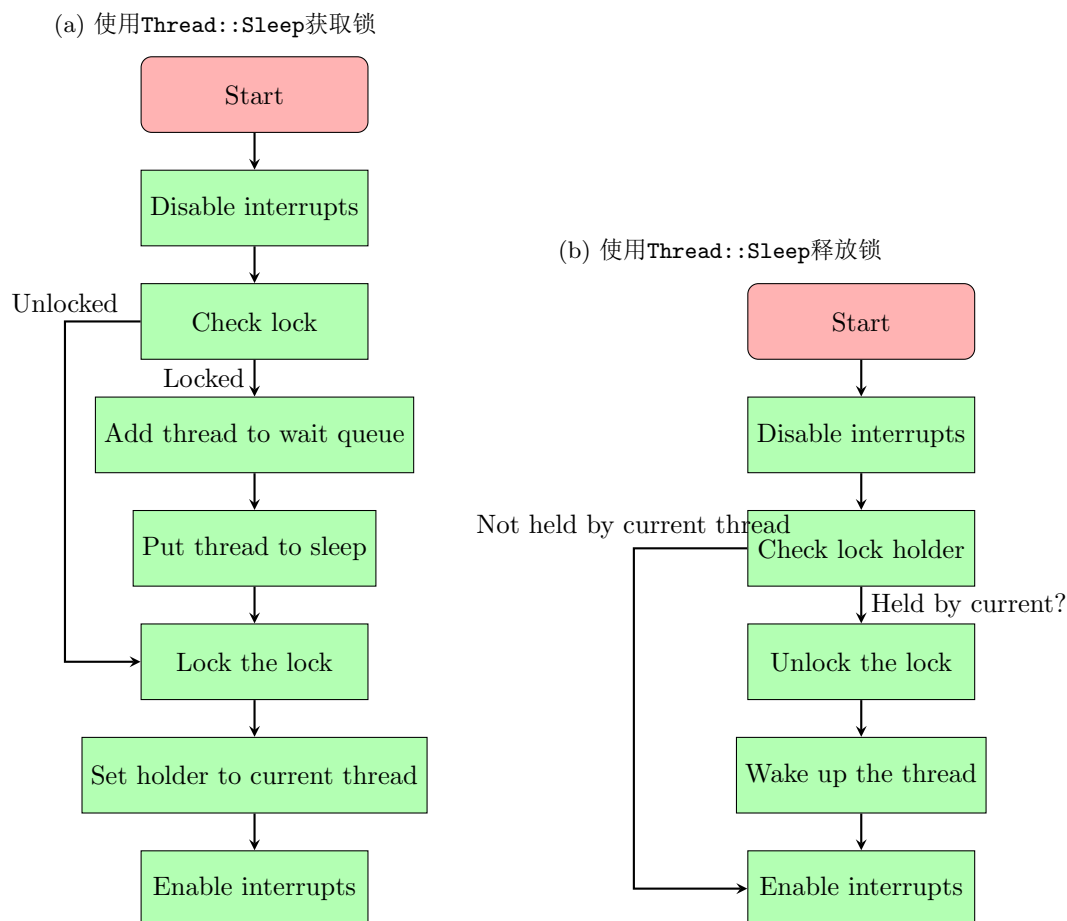 (a) 使用Thread::Sleep获取锁
Start
Disable interrupts
Unlocked
Check lock
Locked
Add thread to wait queue
Put thread to sleep
Lock the lock
Set holder to current thread
Enable interrupts
(b) 使用Thread::Sleep释放锁
Start
Disable interrupts
Not held by current thread
Check lock holder
Held by current?
Unlock the lock
Wake up the thread
Enable interrupts